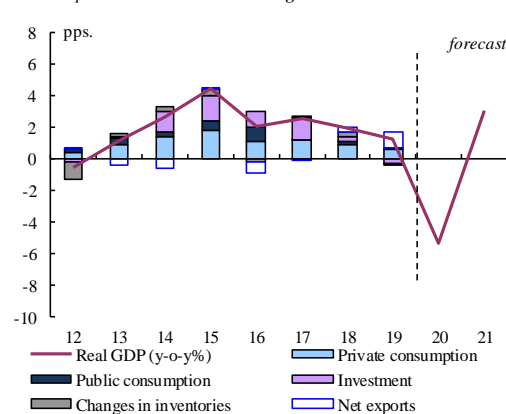 8
pps.
forecast
6
4
2
0
-2
-4
-6
-8
-10
12 13 14 15 16 17 18 19 20 21
Real GDP (y-o-y%) Private consumption
Public consumption Investment
Changes in inventories Net exports